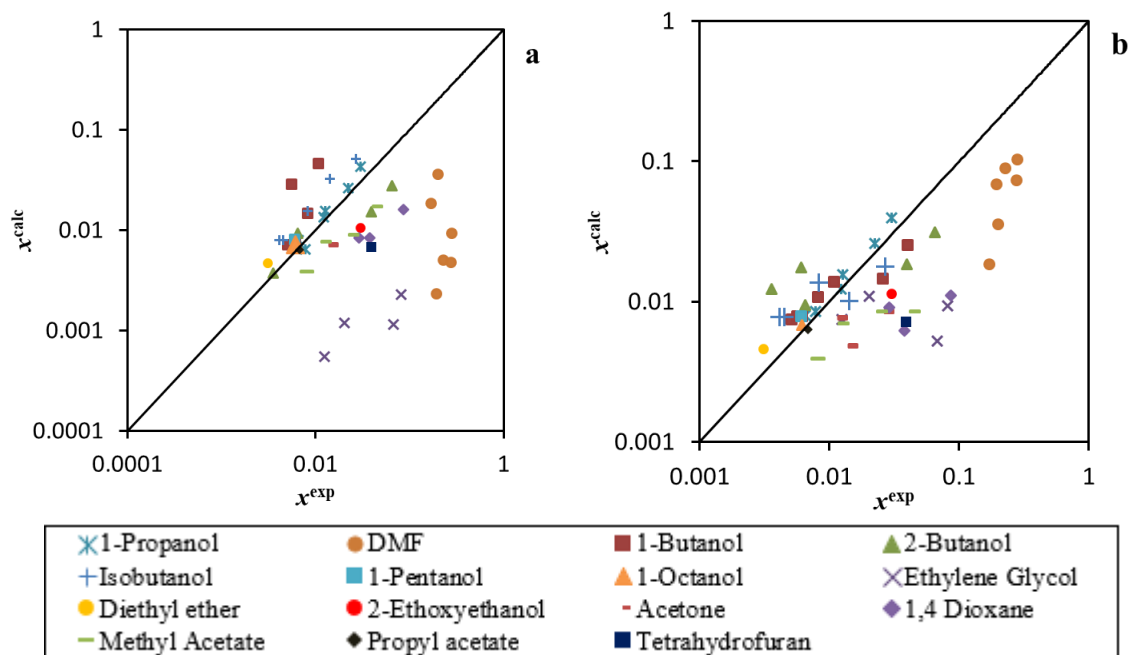 1
a
0.1
x^calc
0.01
0.001
0.0001
0.0001 0.01 1
x^exp
1
b
0.1
x^calc
0.01
0.001
0.001 0.01 0.1 1
x^exp
1-Propanol DMF 1-Butanol 2-Butanol
Isobutanol 1-Pentanol 1-Octanol Ethylene Glycol
Diethyl ether 2-Ethoxyethanol Acetone 1,4 Dioxane
Methyl Acetate Propyl acetate Tetrahydrofuran